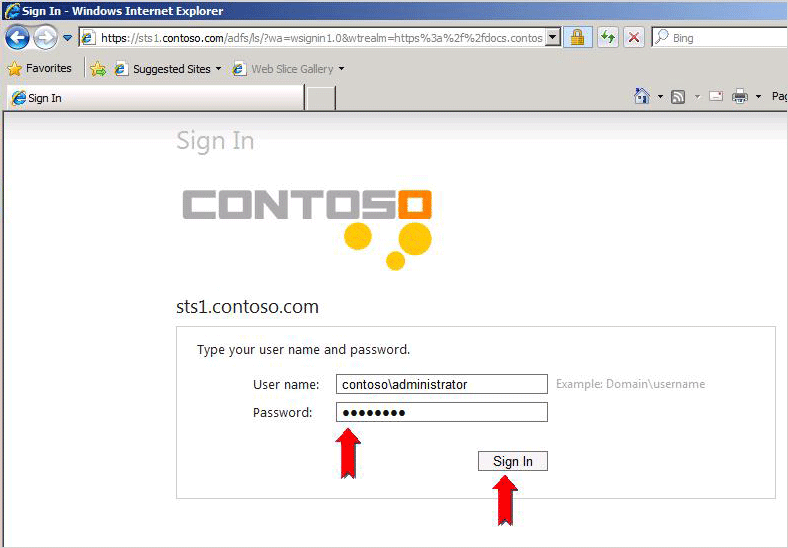 Sign In - Windows Internet Explorer
https://sts1.contoso.com/adfs/ls/?wa=wsignin1.0&wtrealm=https%3a%2f%2fdocs.contos
Bing
Favorites Suggested Sites Web Slice Gallery
Sign In
Pag
Sign In
CONTOSO
sts1.contoso.com
Type your user name and password.
User name: contoso\administrator Example: Domain\username
Password: ●●●●●●●●
Sign In